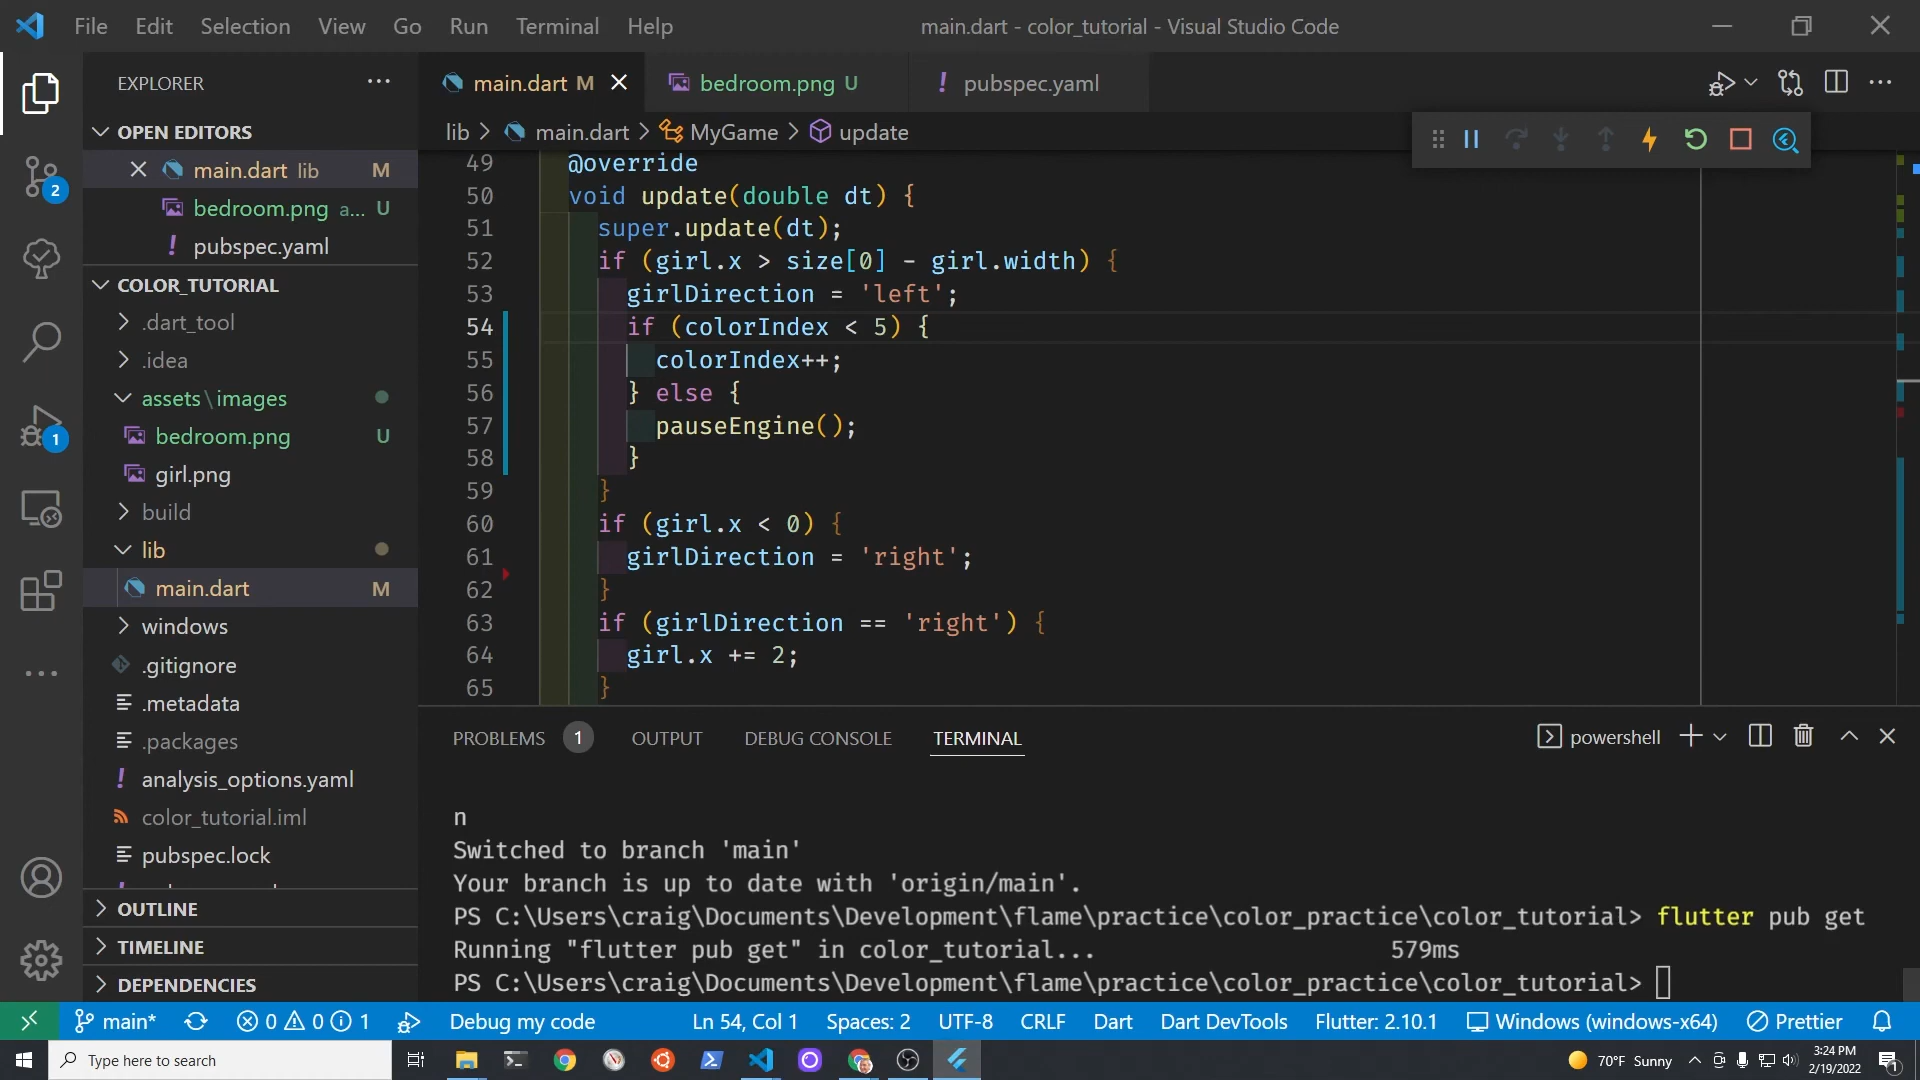 File Edit Selection View Go Run Terminal Help
main.dart - color_tutorial - Visual Studio Code
EXPLORER
OPEN EDITORS
main.dart lib M
bedroom.png a... U
pubspec.yaml
COLOR_TUTORIAL
.dart_tool
.idea
assets\images
bedroom.png U
girl.png
build
lib
main.dart M
windows
.gitignore
.metadata
.packages
analysis_options.yaml
color_tutorial.iml
pubspec.lock
OUTLINE
TIMELINE
DEPENDENCIES
2
1
main.dart M
bedroom.png U
! pubspec.yaml
lib > main.dart > MyGame > update
49 @override
50 void update(double dt) {
51 super.update(dt);
52 if (girl.x > size[0] - girl.width) {
53 girlDirection = 'left';
54 if (colorIndex < 5) {
55 colorIndex++;
56 } else {
57 pauseEngine();
58 }
59 }
60 if (girl.x < 0) {
61 girlDirection = 'right';
62 }
63 if (girlDirection == 'right') {
64 girl.x += 2;
65 }
PROBLEMS 1 OUTPUT DEBUG CONSOLE TERMINAL
powershell
n
Switched to branch 'main'
Your branch is up to date with 'origin/main'.
PS C:\Users\craig\Documents\Development\flame\practice\color_practice\color_tutorial> flutter pub get
Running "flutter pub get" in color_tutorial... 579ms
PS C:\Users\craig\Documents\Development\flame\practice\color_practice\color_tutorial>
main* 0 0 1 Debug my code Ln 54, Col 1 Spaces: 2 UTF-8 CRLF Dart Dart DevTools Flutter: 2.10.1 Windows (windows-x64) Prettier
Type here to search
70°F Sunny
3:24 PM
2/19/2022
1